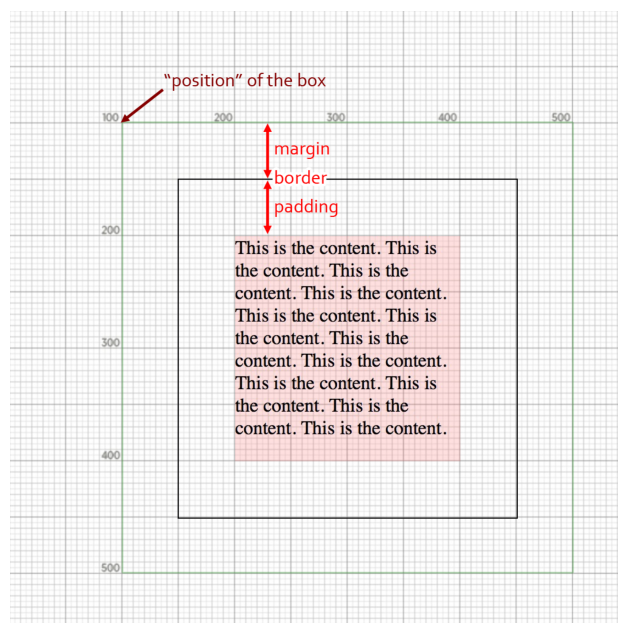 “position” of the box
100 200 300 400 500
margin
border
padding
200
This is the content. This is
the content. This is the
content. This is the content.
This is the content. This is
the content. This is the
300
content. This is the content.
This is the content. This is
the content. This is the
content. This is the content.
400
500